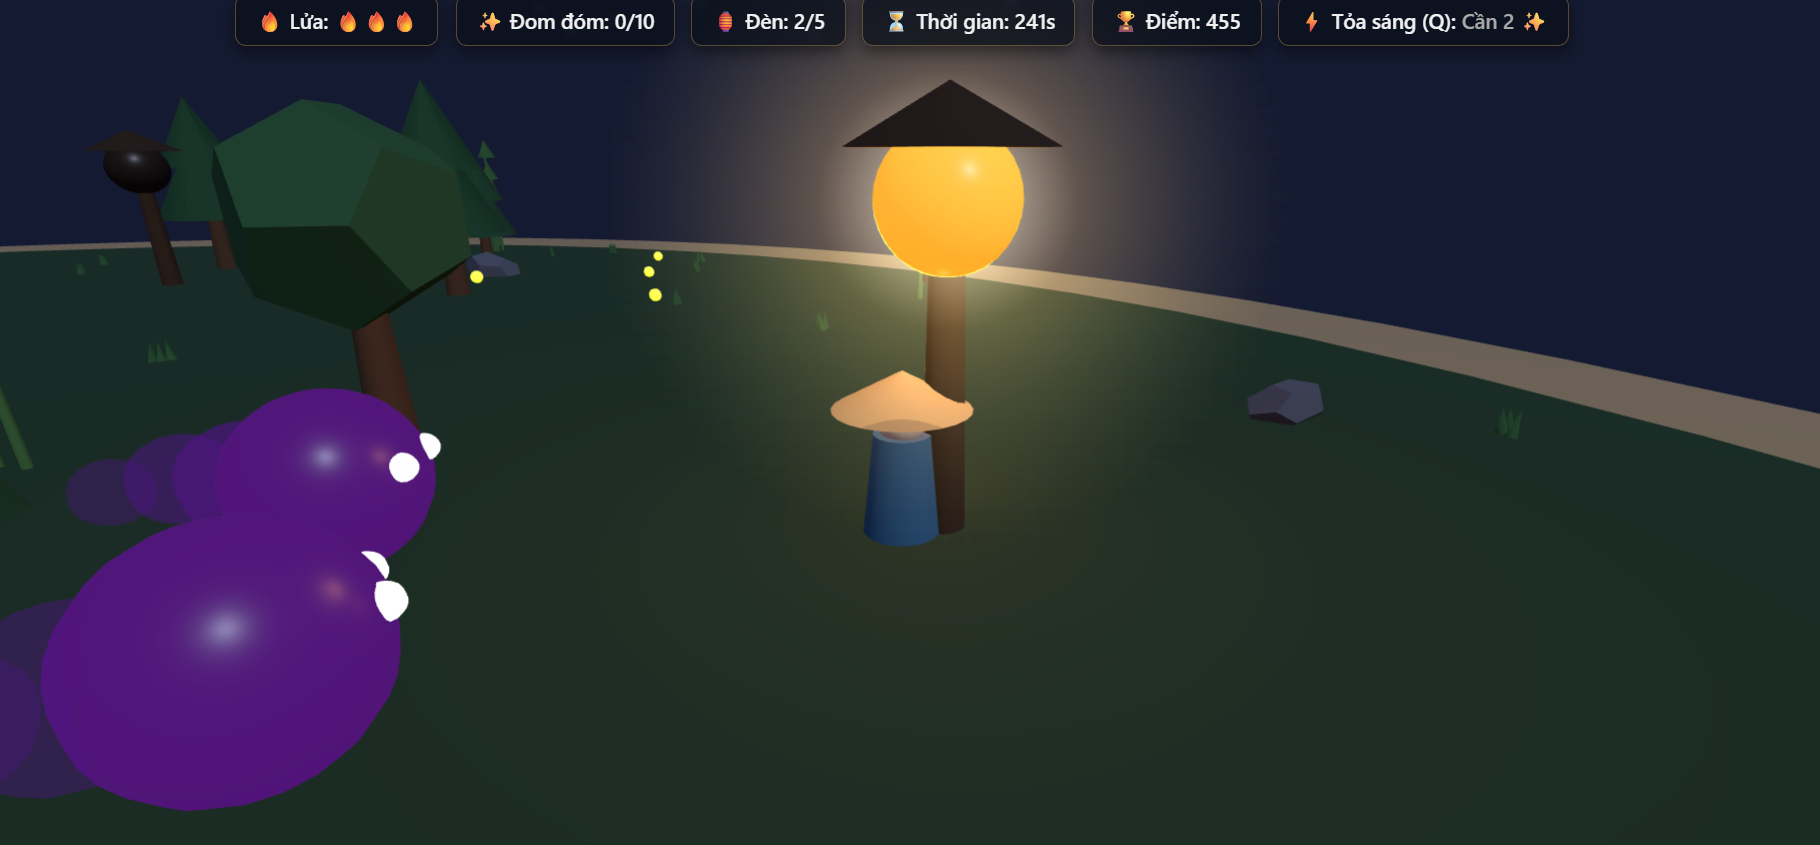 🔥 Lửa: 🔥 🔥 🔥
✨ Đom đóm: 0/10
🏮 Đèn: 2/5
⏳ Thời gian: 241s
🏆 Điểm: 455
⚡ Tỏa sáng (Q): Cần 2 ✨